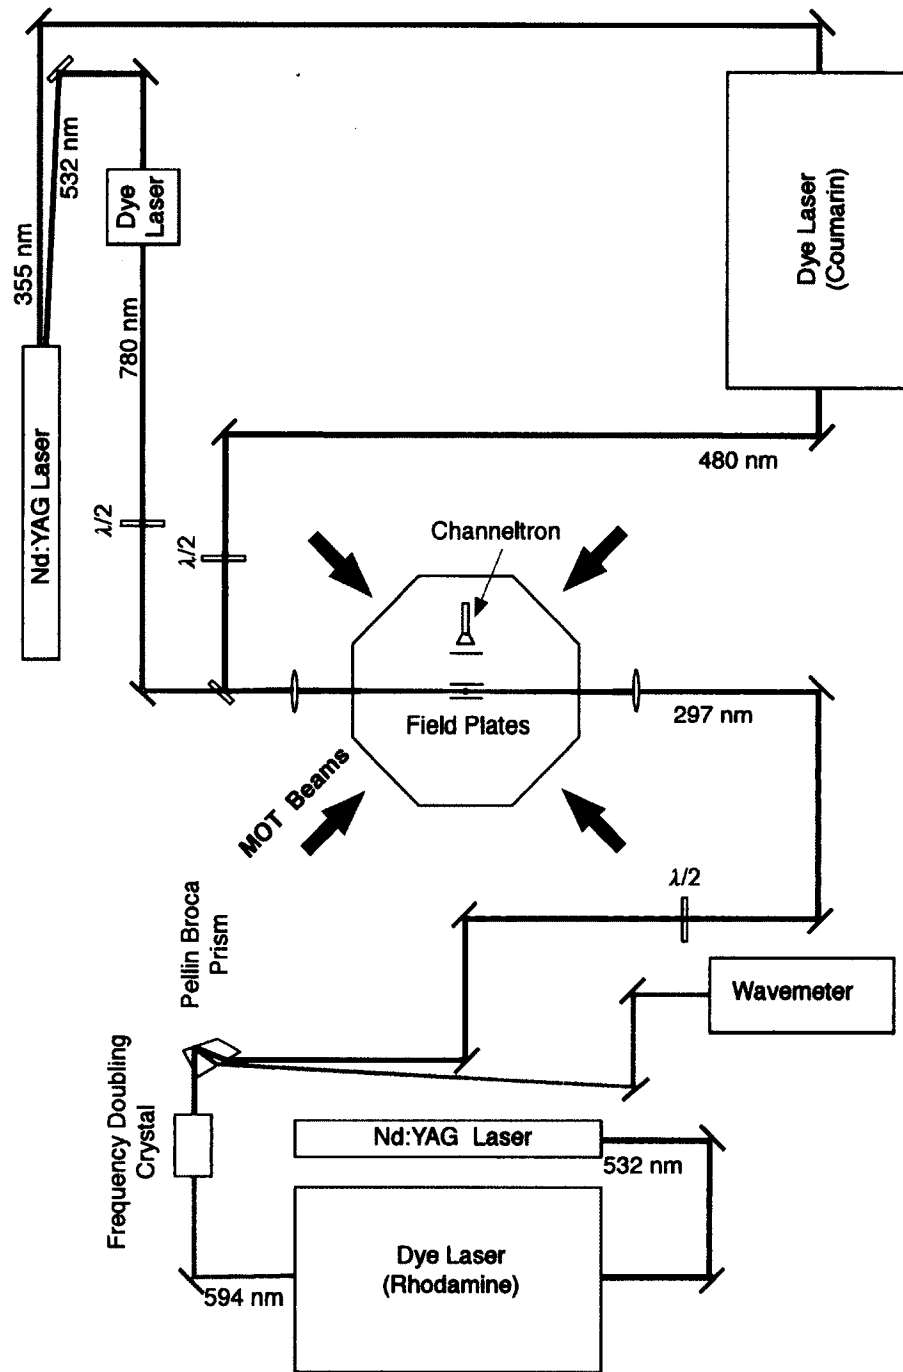 532 nm
Dye
Laser
355 nm
780 nm
Dye Laser
(Coumarin)
Nd:YAG Laser
480 nm
λ/2
λ/2
Channeltron
Field Plates
297 nm
MOT Beams
λ/2
Pellin Broca
Prism
Wavemeter
Frequency Doubling
Crystal
Nd:YAG Laser
532 nm
Dye Laser
(Rhodamine)
594 nm